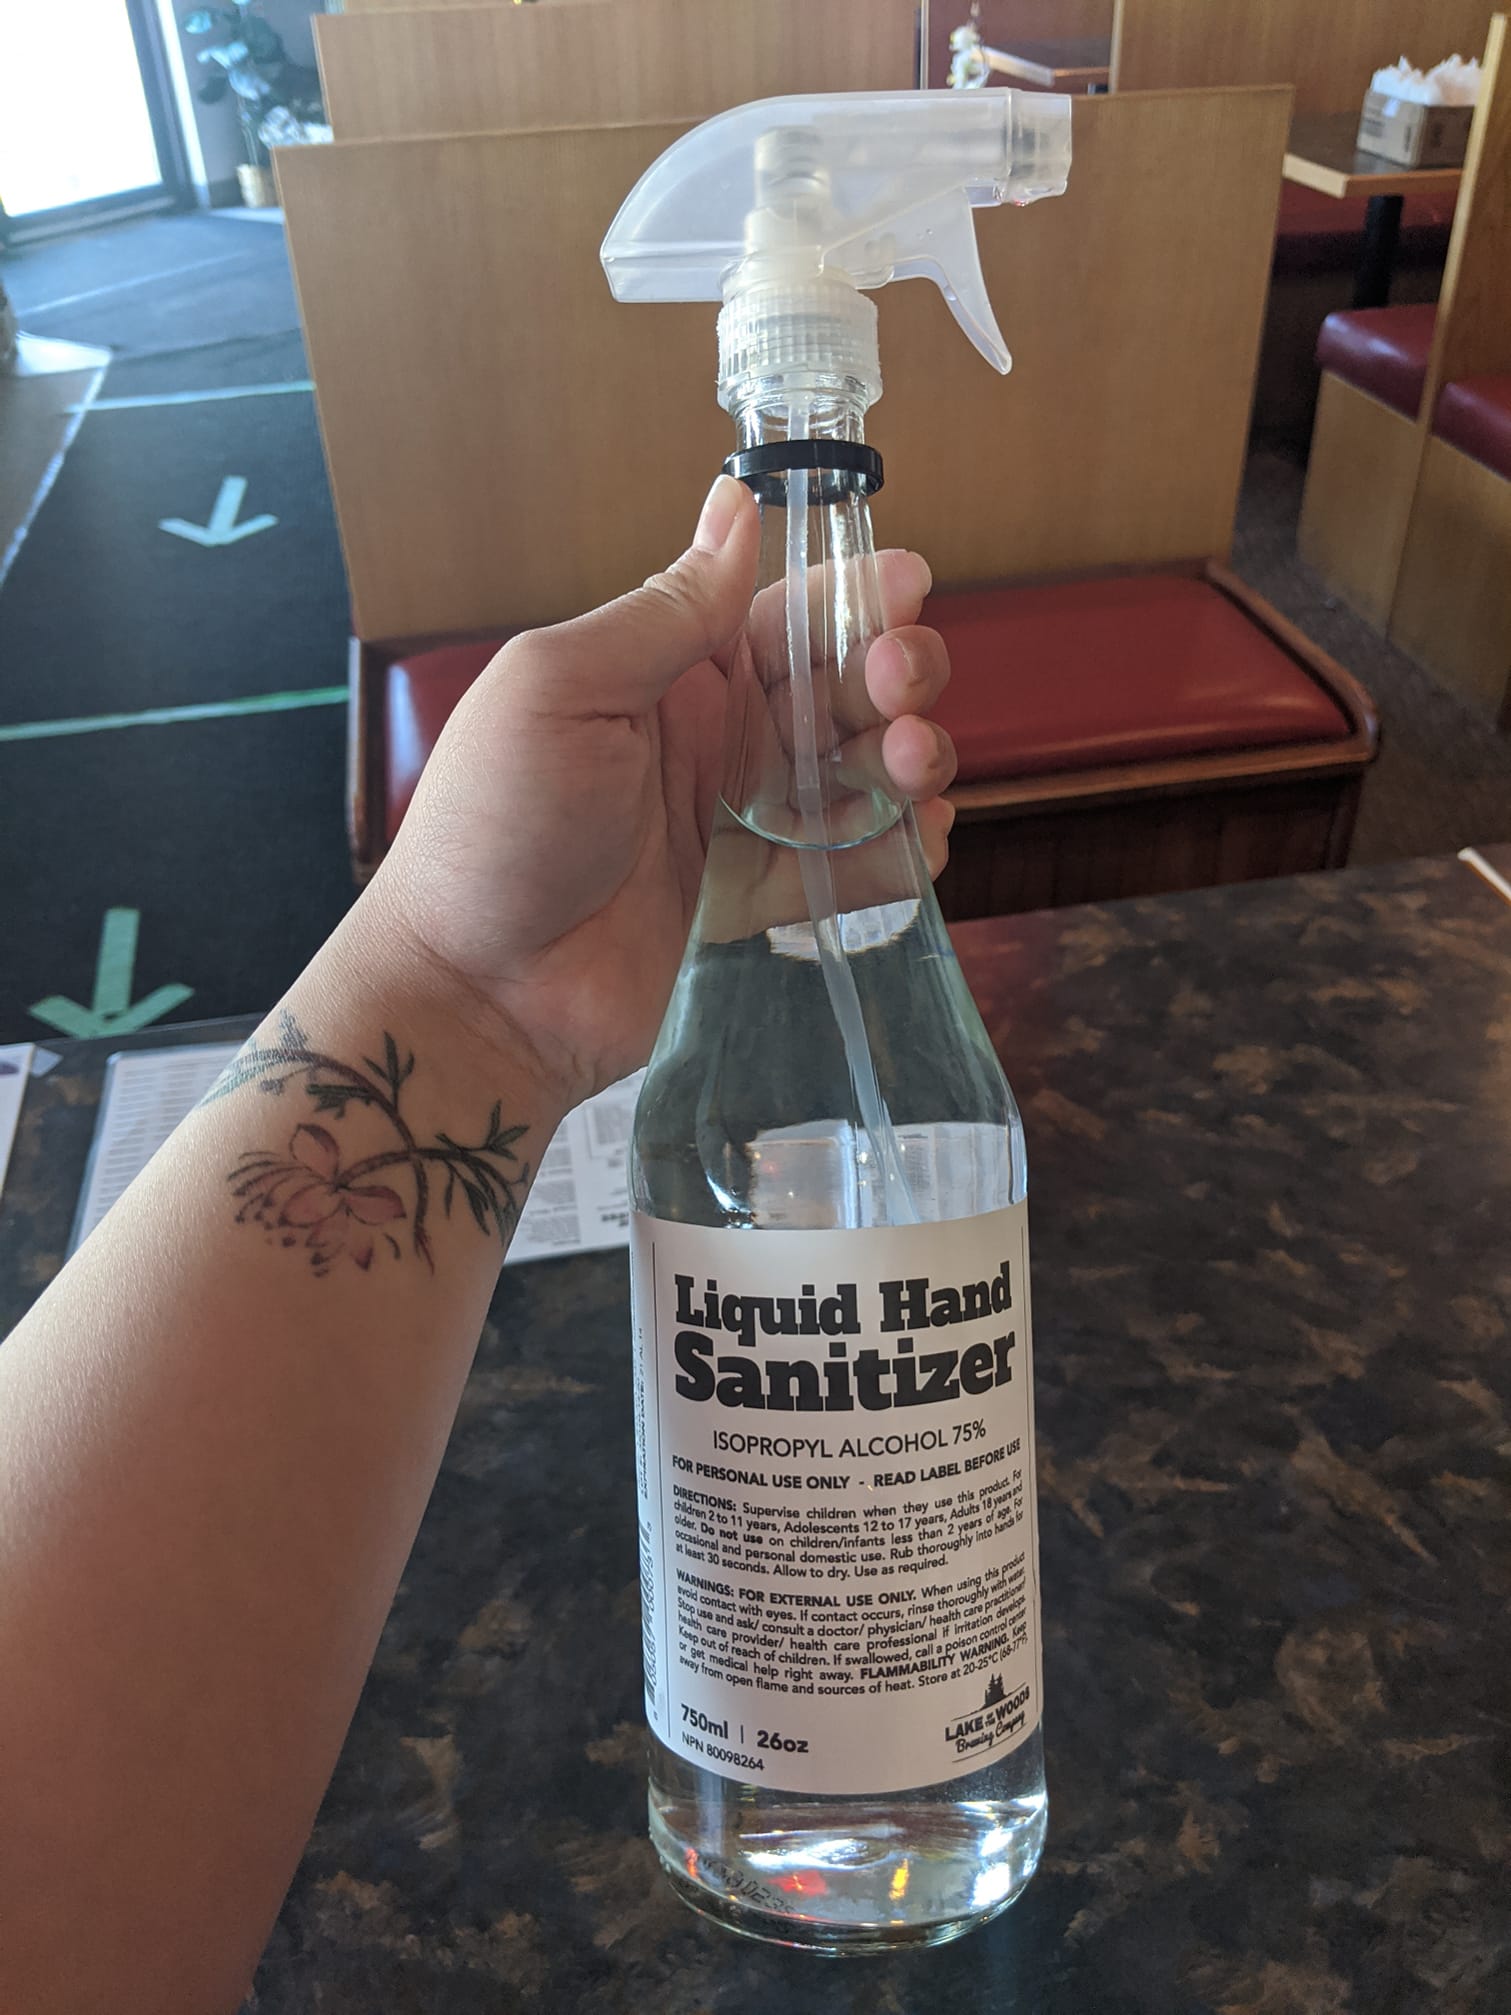 Liquid Hand
Sanitizer
ISOPROPYL ALCOHOL 75%
FOR PERSONAL USE ONLY - READ LABEL BEFORE USE
DIRECTIONS: Supervise children when they use this product. For
children 2 to 11 years, Adolescents 12 to 17 years, Adults 18 years and
older. Do not use on children/infants less than 2 years of age. For
occasional and personal domestic use. Rub thoroughly into hands for
at least 30 seconds. Allow to dry. Use as required.
WARNINGS: FOR EXTERNAL USE ONLY. When using this product
avoid contact with eyes. If contact occurs, rinse thoroughly with water.
Stop use and ask/ consult a doctor/ physician/ health care practitioner/
health care provider/ health care professional if irritation develops.
Keep out of reach of children. If swallowed, call a poison control center
or get medical help right away. FLAMMABILITY WARNING. Keep
away from open flame and sources of heat. Store at 20-25°C (68-77°F).
750ml | 26oz
NPN 80098264
LAKE OF THE WOODS
Brewing Company
EXPIRATION DATE: 21 AL 14